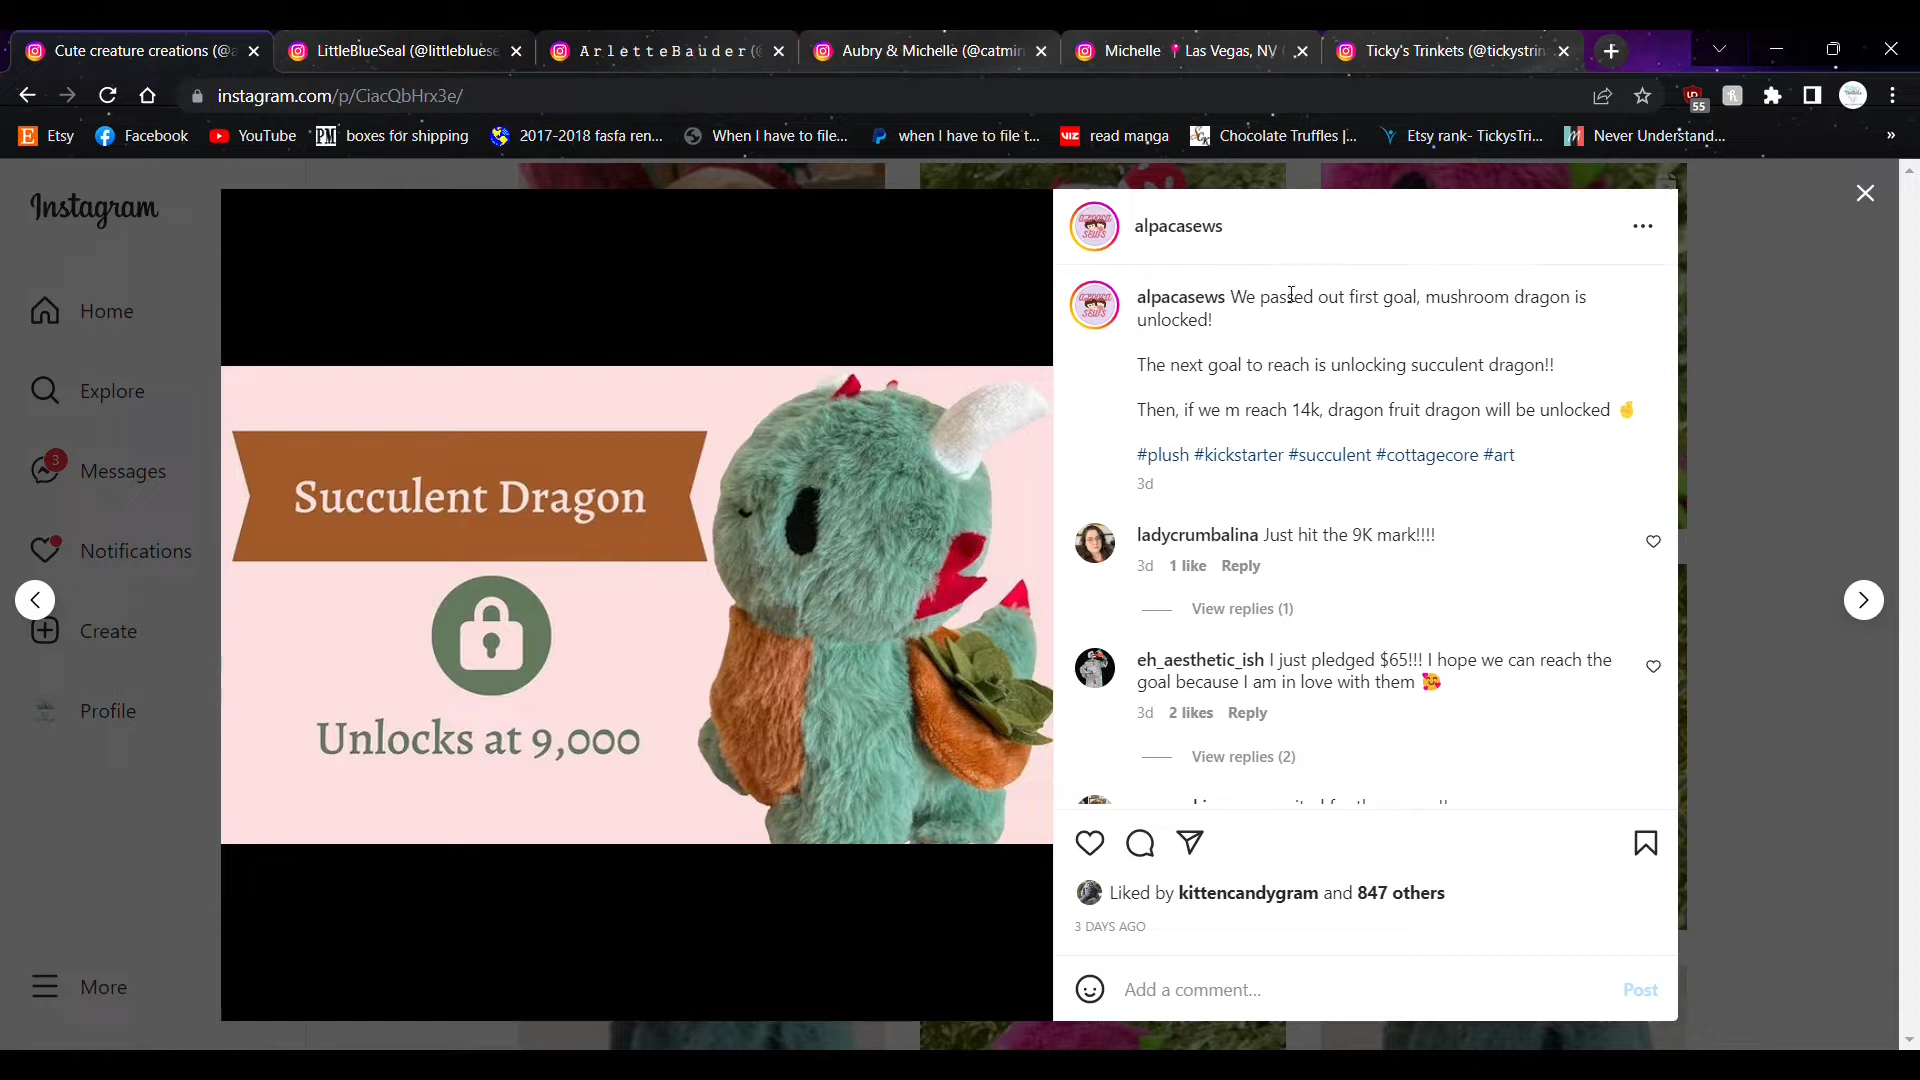 Cute creature creations (@a
LittleBlueSeal (@littleblues
A r l e t t e B a u d e r (
Aubry & Michelle (@catmin
Michelle 📍 Las Vegas, NV (
Ticky's Trinkets (@tickystrin
instagram.com/p/CiacQbHrx3e/
55
Etsy
Facebook
YouTube
PM
boxes for shipping
2017-2018 fasfa ren...
When I have to file...
when I have to file t...
VIZ
read manga
Chocolate Truffles |...
Etsy rank- TickysTri...
Never Understand...
»
Instagram
Home
Explore
3
Messages
Notifications
Create
Profile
More
Succulent Dragon
Unlocks at 9,000
alpacasews
alpacasews We passed out first goal, mushroom dragon is
unlocked!
The next goal to reach is unlocking succulent dragon!!
Then, if we m reach 14k, dragon fruit dragon will be unlocked 🤞
#plush #kickstarter #succulent #cottagecore #art
3d
ladycrumbalina Just hit the 9K mark!!!!
3d 1 like Reply
View replies (1)
eh_aesthetic_ish I just pledged $65!!! I hope we can reach the
goal because I am in love with them 🥰
3d 2 likes Reply
View replies (2)
Liked by kittencandygram and 847 others
3 DAYS AGO
Add a comment...
Post